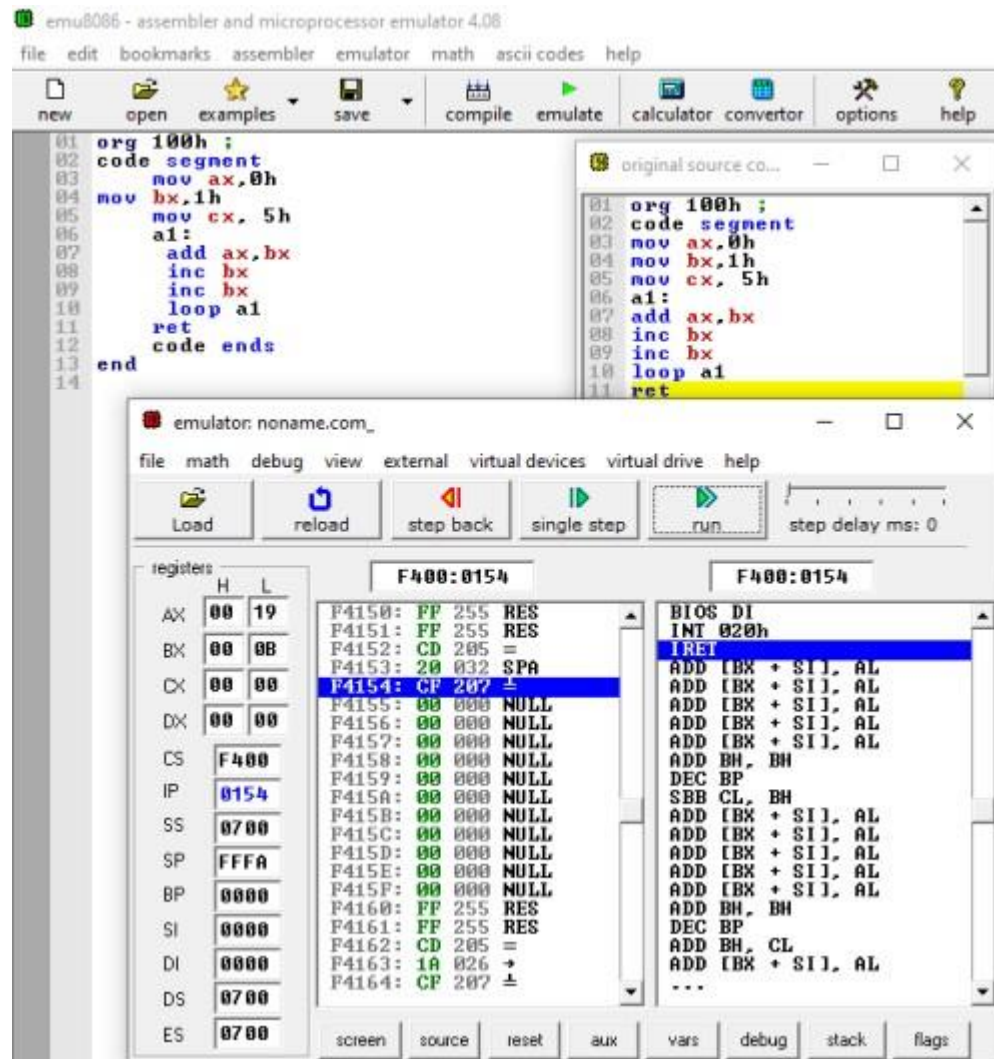 emu8086 - assembler and microprocessor emulator 4.08
file edit bookmarks assembler emulator math ascii codes help
new open examples save compile emulate calculator convertor options help
01 org 100h ;
02 code segment
03 mov ax,0h
04 mov bx,1h
05 mov cx, 5h
06 a1:
07 add ax,bx
08 inc bx
09 inc bx
10 loop a1
11 ret
12 code ends
13 end
14
original source co...
01 org 100h ;
02 code segment
03 mov ax,0h
04 mov bx,1h
05 mov cx, 5h
06 a1:
07 add ax,bx
08 inc bx
09 inc bx
10 loop a1
11 ret
emulator: noname.com_
file math debug view external virtual devices virtual drive help
Load reload step back single step run step delay ms: 0
registers
H L
AX 00 19
BX 00 0B
CX 00 00
DX 00 00
CS F400
IP 0154
SS 0700
SP FFFA
BP 0000
SI 0000
DI 0000
DS 0700
ES 0700
F400:0154
F4150: FF 255 RES
F4151: FF 255 RES
F4152: CD 205 =
F4153: 20 032 SPA
F4154: CF 207 ╧
F4155: 00 000 NULL
F4156: 00 000 NULL
F4157: 00 000 NULL
F4158: 00 000 NULL
F4159: 00 000 NULL
F415A: 00 000 NULL
F415B: 00 000 NULL
F415C: 00 000 NULL
F415D: 00 000 NULL
F415E: 00 000 NULL
F415F: 00 000 NULL
F4160: FF 255 RES
F4161: FF 255 RES
F4162: CD 205 =
F4163: 1A 026 →
F4164: CF 207 ╧
F400:0154
BIOS DI
INT 020h
IRET
ADD [BX + SI], AL
ADD [BX + SI], AL
ADD [BX + SI], AL
ADD [BX + SI], AL
ADD [BX + SI], AL
ADD BH, BH
DEC BP
SBB CL, BH
ADD [BX + SI], AL
ADD [BX + SI], AL
ADD [BX + SI], AL
ADD [BX + SI], AL
ADD [BX + SI], AL
ADD BH, BH
DEC BP
ADD BH, CL
ADD [BX + SI], AL
...
screen source reset aux vars debug stack flags